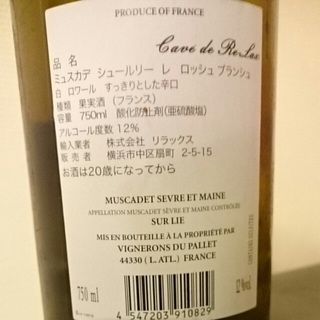 PRODUCE OF FRANCE
Cave de ReLax
品 名
ミュスカデ シュールリー レ ロッシュ ブランシュ
白 ロワール すっきりとした辛口
種類 果実酒 (フランス)
容量 750ml 酸化防止剤(亜硫酸塩)
アルコール度数 12%
輸入業者 株式会社 リラックス
販 売 者 横浜市中区扇町 2-5-15
お酒は20歳になってから
MUSCADET SEVRE ET MAINE
APPELLATION MUSCADET SÈVRE ET MAINE CONTRÔLÉE
SUR LIE
MIS EN BOUTEILLE À LA PROPRIÉTÉ PAR
VIGNERONS DU PALLET
44330 ( L. ATL.) FRANCE
750 ml
12 % vol.
4 547203 910829